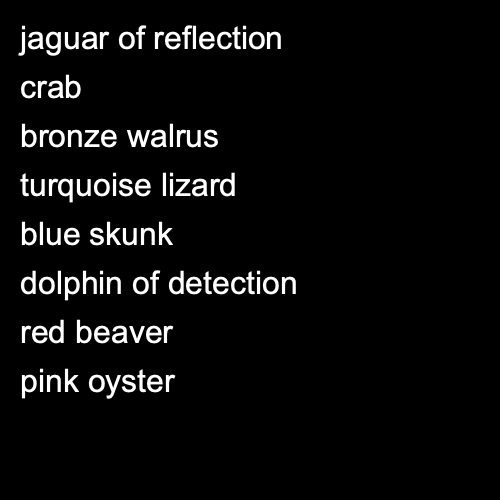 jaguar of reflection
crab
bronze walrus
turquoise lizard
blue skunk
dolphin of detection
red beaver
pink oyster